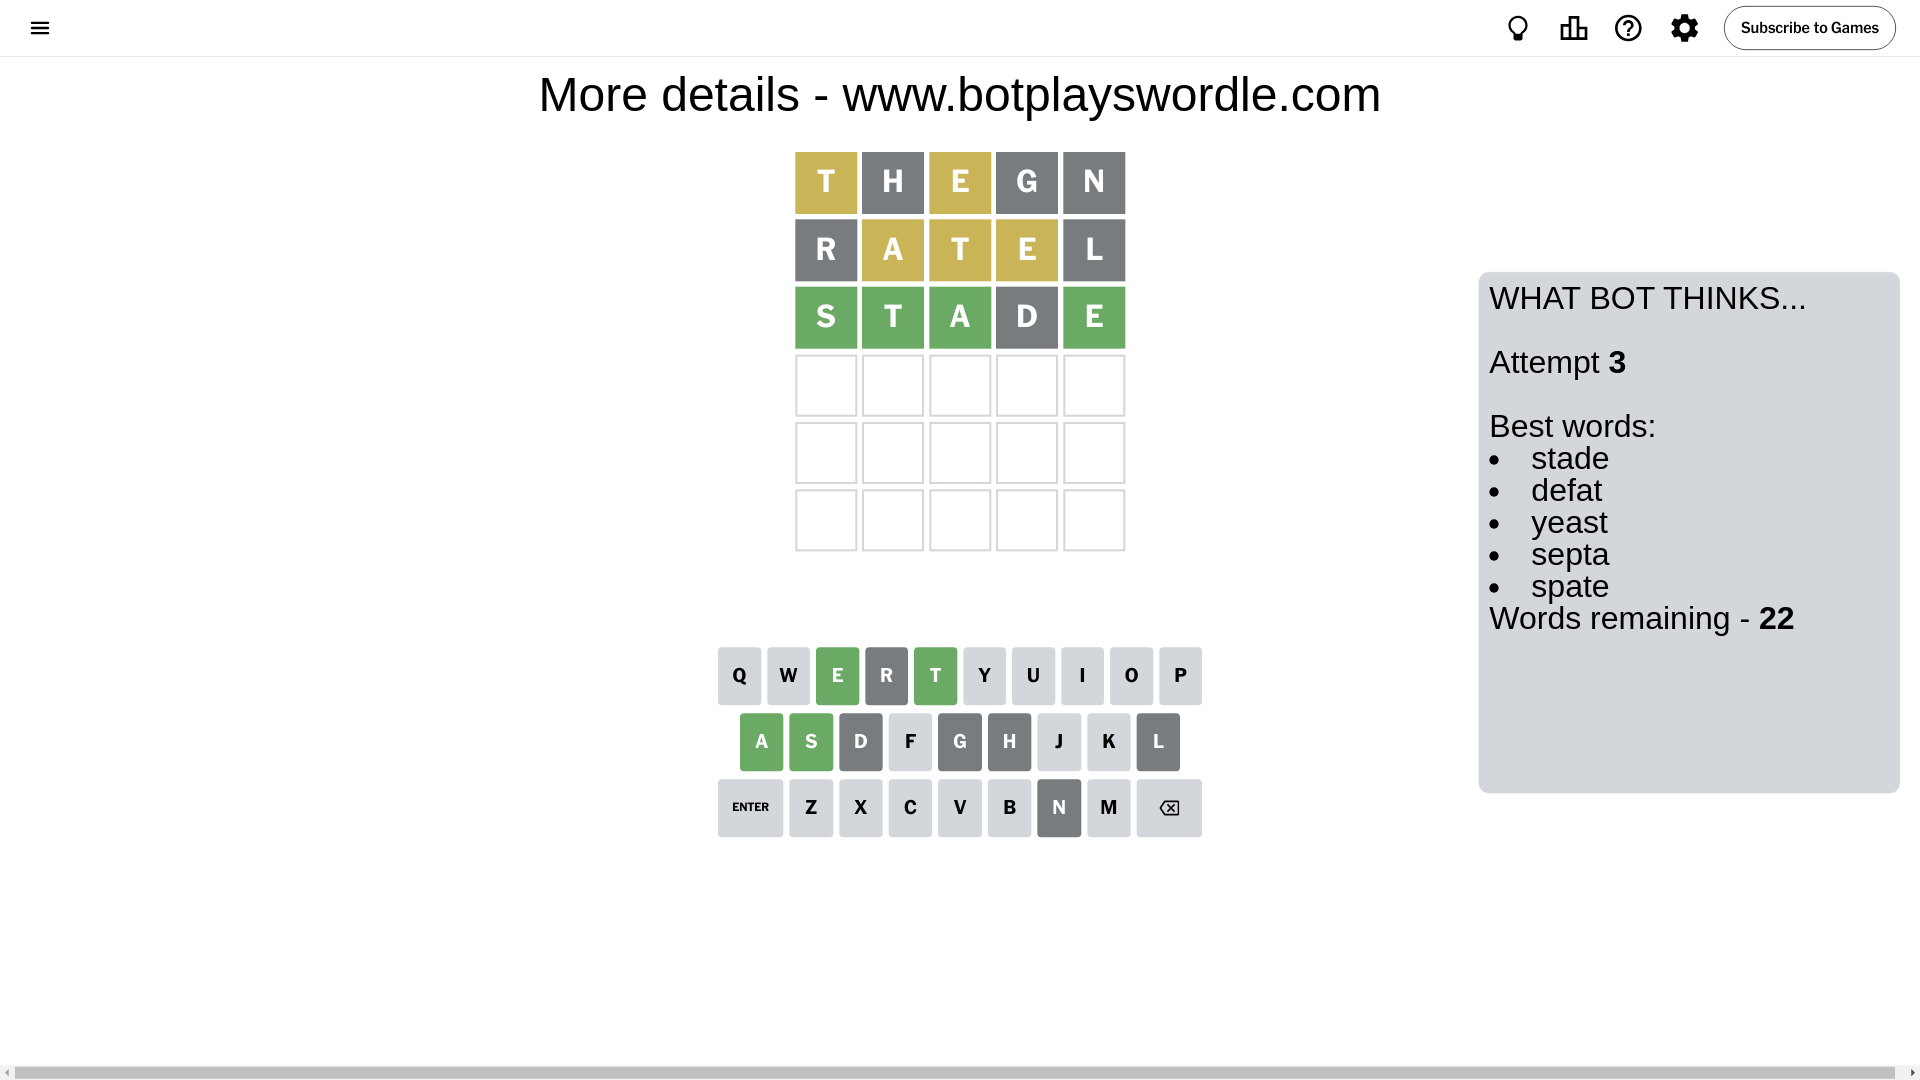 Subscribe to Games
More details - www.botplayswordle.com
T H E G N
R A T E L
S T A D E
WHAT BOT THINKS...
Attempt 3
Best words:
• stade
• defat
• yeast
• septa
• spate
Words remaining - 22
Q W E R T Y U I O P
A S D F G H J K L
ENTER Z X C V B N M